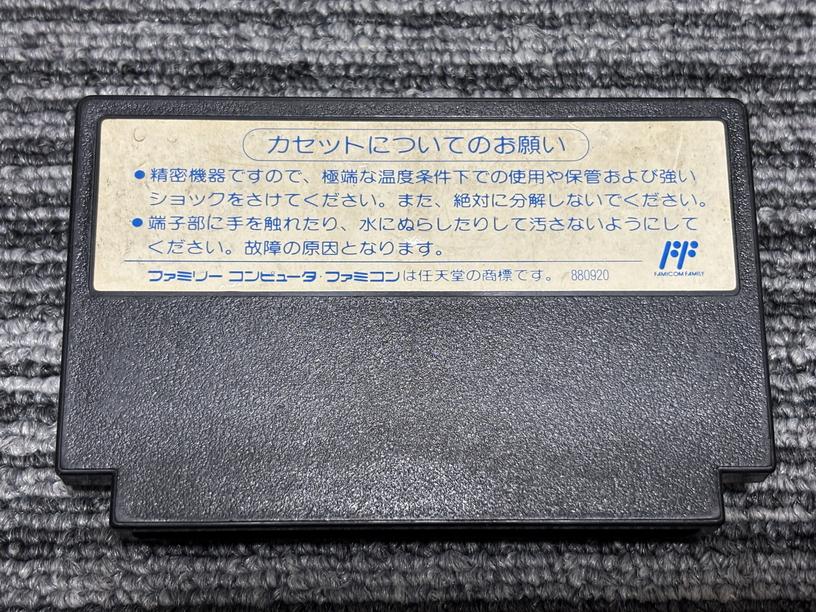 カセットについてのお願い
●精密機器ですので、極端な温度条件下での使用や保管および強い
ショックをさけてください。また、絶対に分解しないでください。
●端子部に手を触れたり、水にぬらしたりして汚さないようにして
ください。故障の原因となります。
ファミリーコンピュータ・ファミコンは任天堂の商標です。 880920
FAMICOM FAMILY